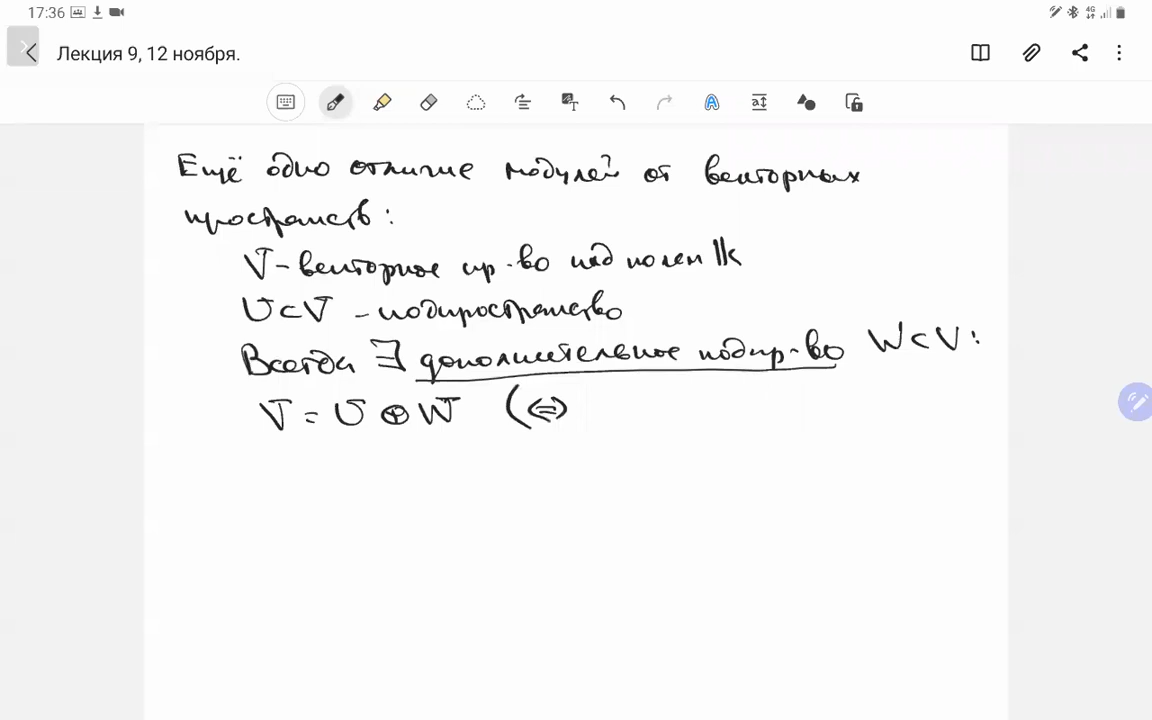 17:36
4G
Лекция 9, 12 ноября.
Ещё одно отличие модулей от векторных
пространств:
V - векторное пр-во над полем 𝕜
U ⊂ V - подпространство
Всегда ∃ дополнительное подпр-во W ⊂ V:
V = U ⊕ W (⇔